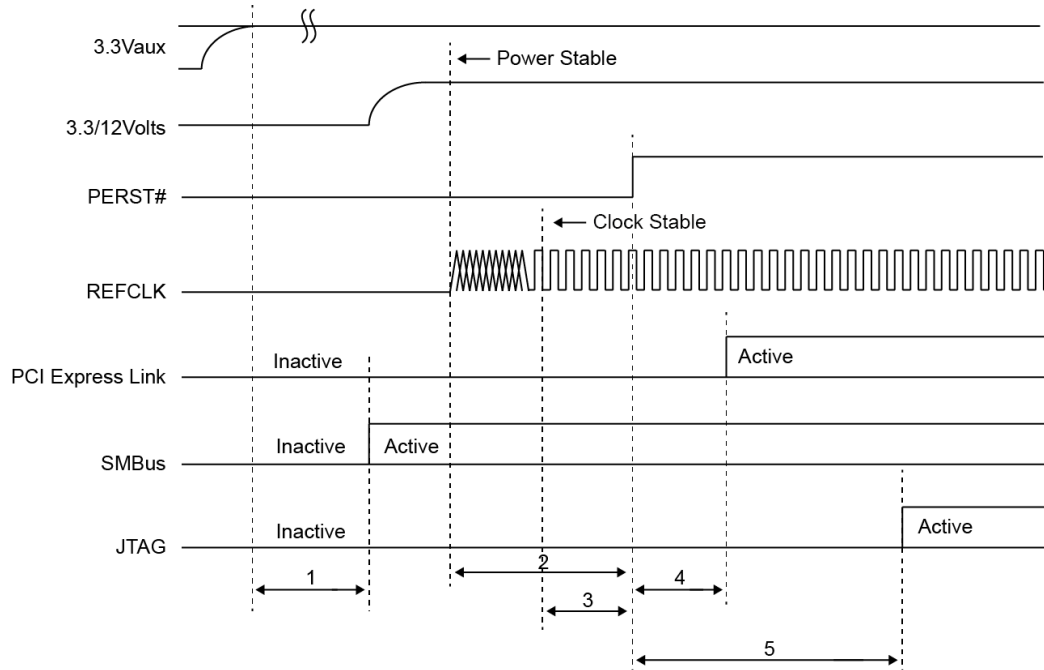 3.3Vaux
Power Stable
3.3/12Volts
PERST#
Clock Stable
REFCLK
Inactive
Active
PCI Express Link
Inactive
Active
SMBus
Inactive
Active
JTAG
1
2
3
4
5